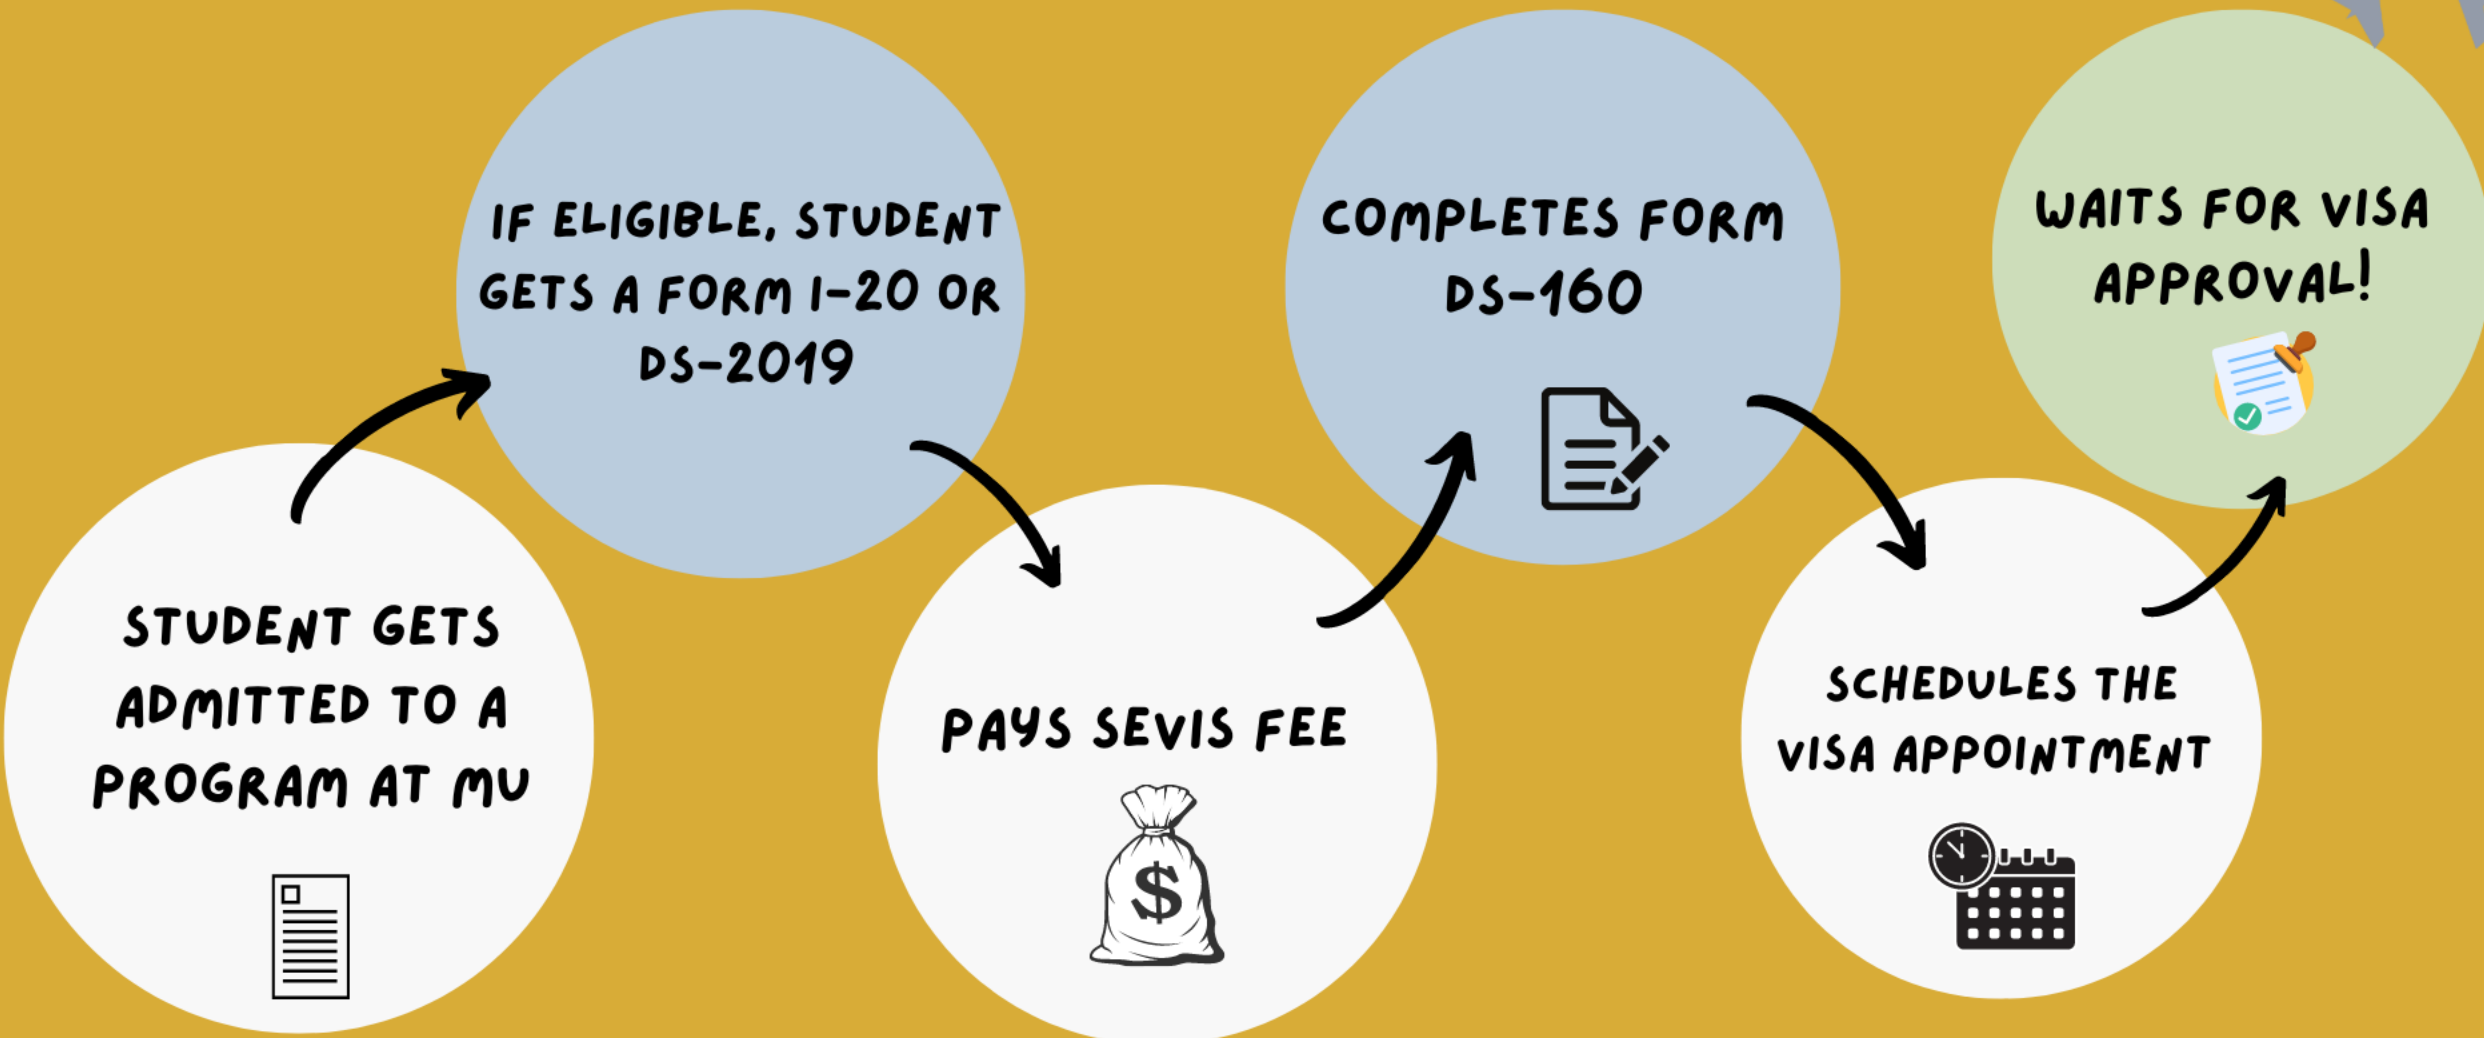 STUDENT GETS
ADMITTED TO A
PROGRAM AT MU
IF ELIGIBLE, STUDENT
GETS A FORM I-20 OR
DS-2019
PAYS SEVIS FEE
$
COMPLETES FORM
DS-160
SCHEDULES THE
VISA APPOINTMENT
WAITS FOR VISA
APPROVAL!